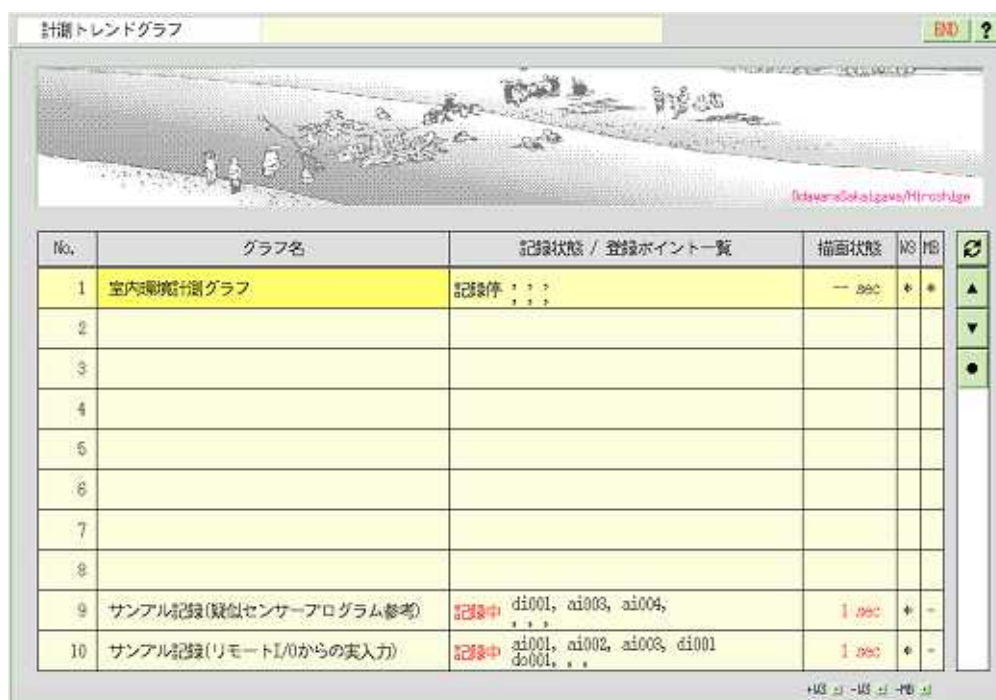 計測トレンドグラフ
END ?
OdawaraSakaigawa/Hiroshige
No. グラフ名 記録状態 / 登録ポイント一覧 描画状態 WS MB
1 室内環境計測グラフ 記録停 , , , -- sec * *
, , ,
2
3
4
5
6
7
8
9 サンプル記録(疑似センサープログラム参考) 記録中 di001, ai003, ai004, 1 sec * -
, , ,
10 サンプル記録(リモートI/Oからの実入力) 記録中 ai001, ai002, ai003, di001 1 sec * -
do001, , ,
+WS -WS -MB